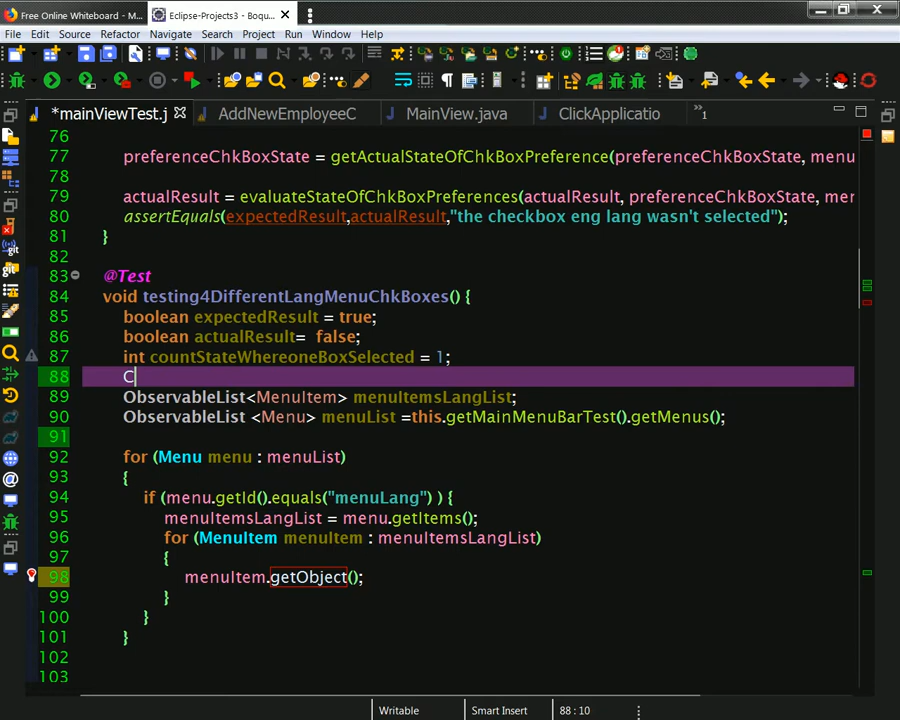 Free Online Whiteboard - M...
Eclipse-Projects3 - Boqu...
File Edit Source Refactor Navigate Search Project Run Window Help
*mainViewTest.j
AddNewEmployeeC
MainView.java
ClickApplicatio
»1
76
77 preferenceChkBoxState = getActualStateOfChkBoxPreference(preferenceChkBoxState, menu
78
79 actualResult = evaluateStateOfChkBoxPreferences(actualResult, preferenceChkBoxState, mer
80 assertEquals(expectedResult,actualResult,"the checkbox eng lang wasn't selected");
81 }
82
83 @Test
84 void testing4DifferentLangMenuChkBoxes() {
85 boolean expectedResult = true;
86 boolean actualResult= false;
87 int countStateWhereoneBoxSelected = 1;
88 C
89 ObservableList<MenuItem> menuItemsLangList;
90 ObservableList <Menu> menuList =this.getMainMenuBarTest().getMenus();
91
92 for (Menu menu : menuList)
93 {
94 if (menu.getId().equals("menuLang") ) {
95 menuItemsLangList = menu.getItems();
96 for (MenuItem menuItem : menuItemsLangList)
97 {
98 menuItem.getObject();
99 }
100 }
101 }
102
103
Writable Smart Insert 88 : 10